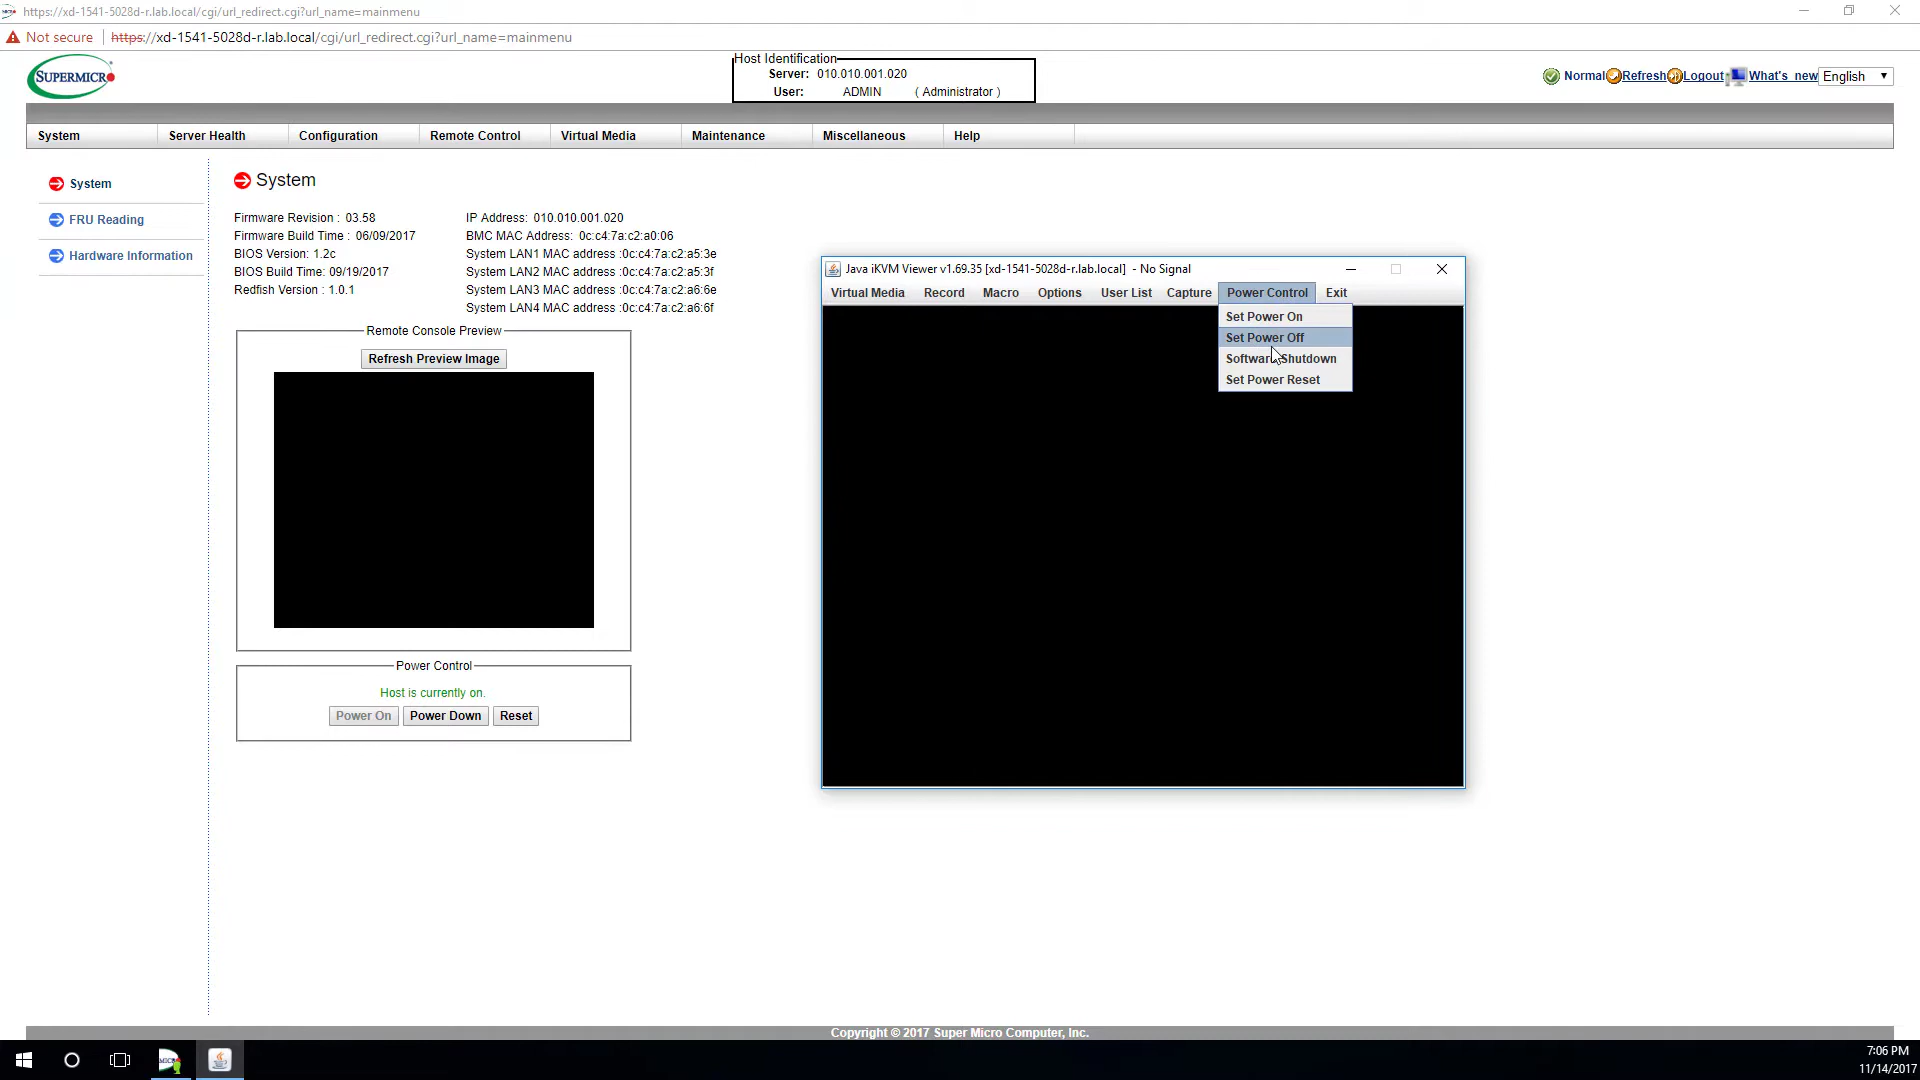 https://xd-1541-5028d-r.lab.local/cgi/url_redirect.cgi?url_name=mainmenu
Not secure https://xd-1541-5028d-r.lab.local/cgi/url_redirect.cgi?url_name=mainmenu
SUPERMICRO
Host Identification
Server: 010.010.001.020
User: ADMIN ( Administrator )
Normal Refresh Logout What's new English
System Server Health Configuration Remote Control Virtual Media Maintenance Miscellaneous Help
System
FRU Reading
Hardware Information
System
Firmware Revision : 03.58
Firmware Build Time : 06/09/2017
BIOS Version: 1.2c
BIOS Build Time: 09/19/2017
Redfish Version : 1.0.1
IP Address: 010.010.001.020
BMC MAC Address: 0c:c4:7a:c2:a0:06
System LAN1 MAC address :0c:c4:7a:c2:a5:3e
System LAN2 MAC address :0c:c4:7a:c2:a5:3f
System LAN3 MAC address :0c:c4:7a:c2:a6:6e
System LAN4 MAC address :0c:c4:7a:c2:a6:6f
Remote Console Preview
Refresh Preview Image
Power Control
Host is currently on.
Power On Power Down Reset
Java iKVM Viewer v1.69.35 [xd-1541-5028d-r.lab.local] - No Signal
Virtual Media Record Macro Options User List Capture Power Control Exit
Set Power On
Set Power Off
Software Shutdown
Set Power Reset
Copyright © 2017 Super Micro Computer, Inc.
7:06 PM
11/14/2017